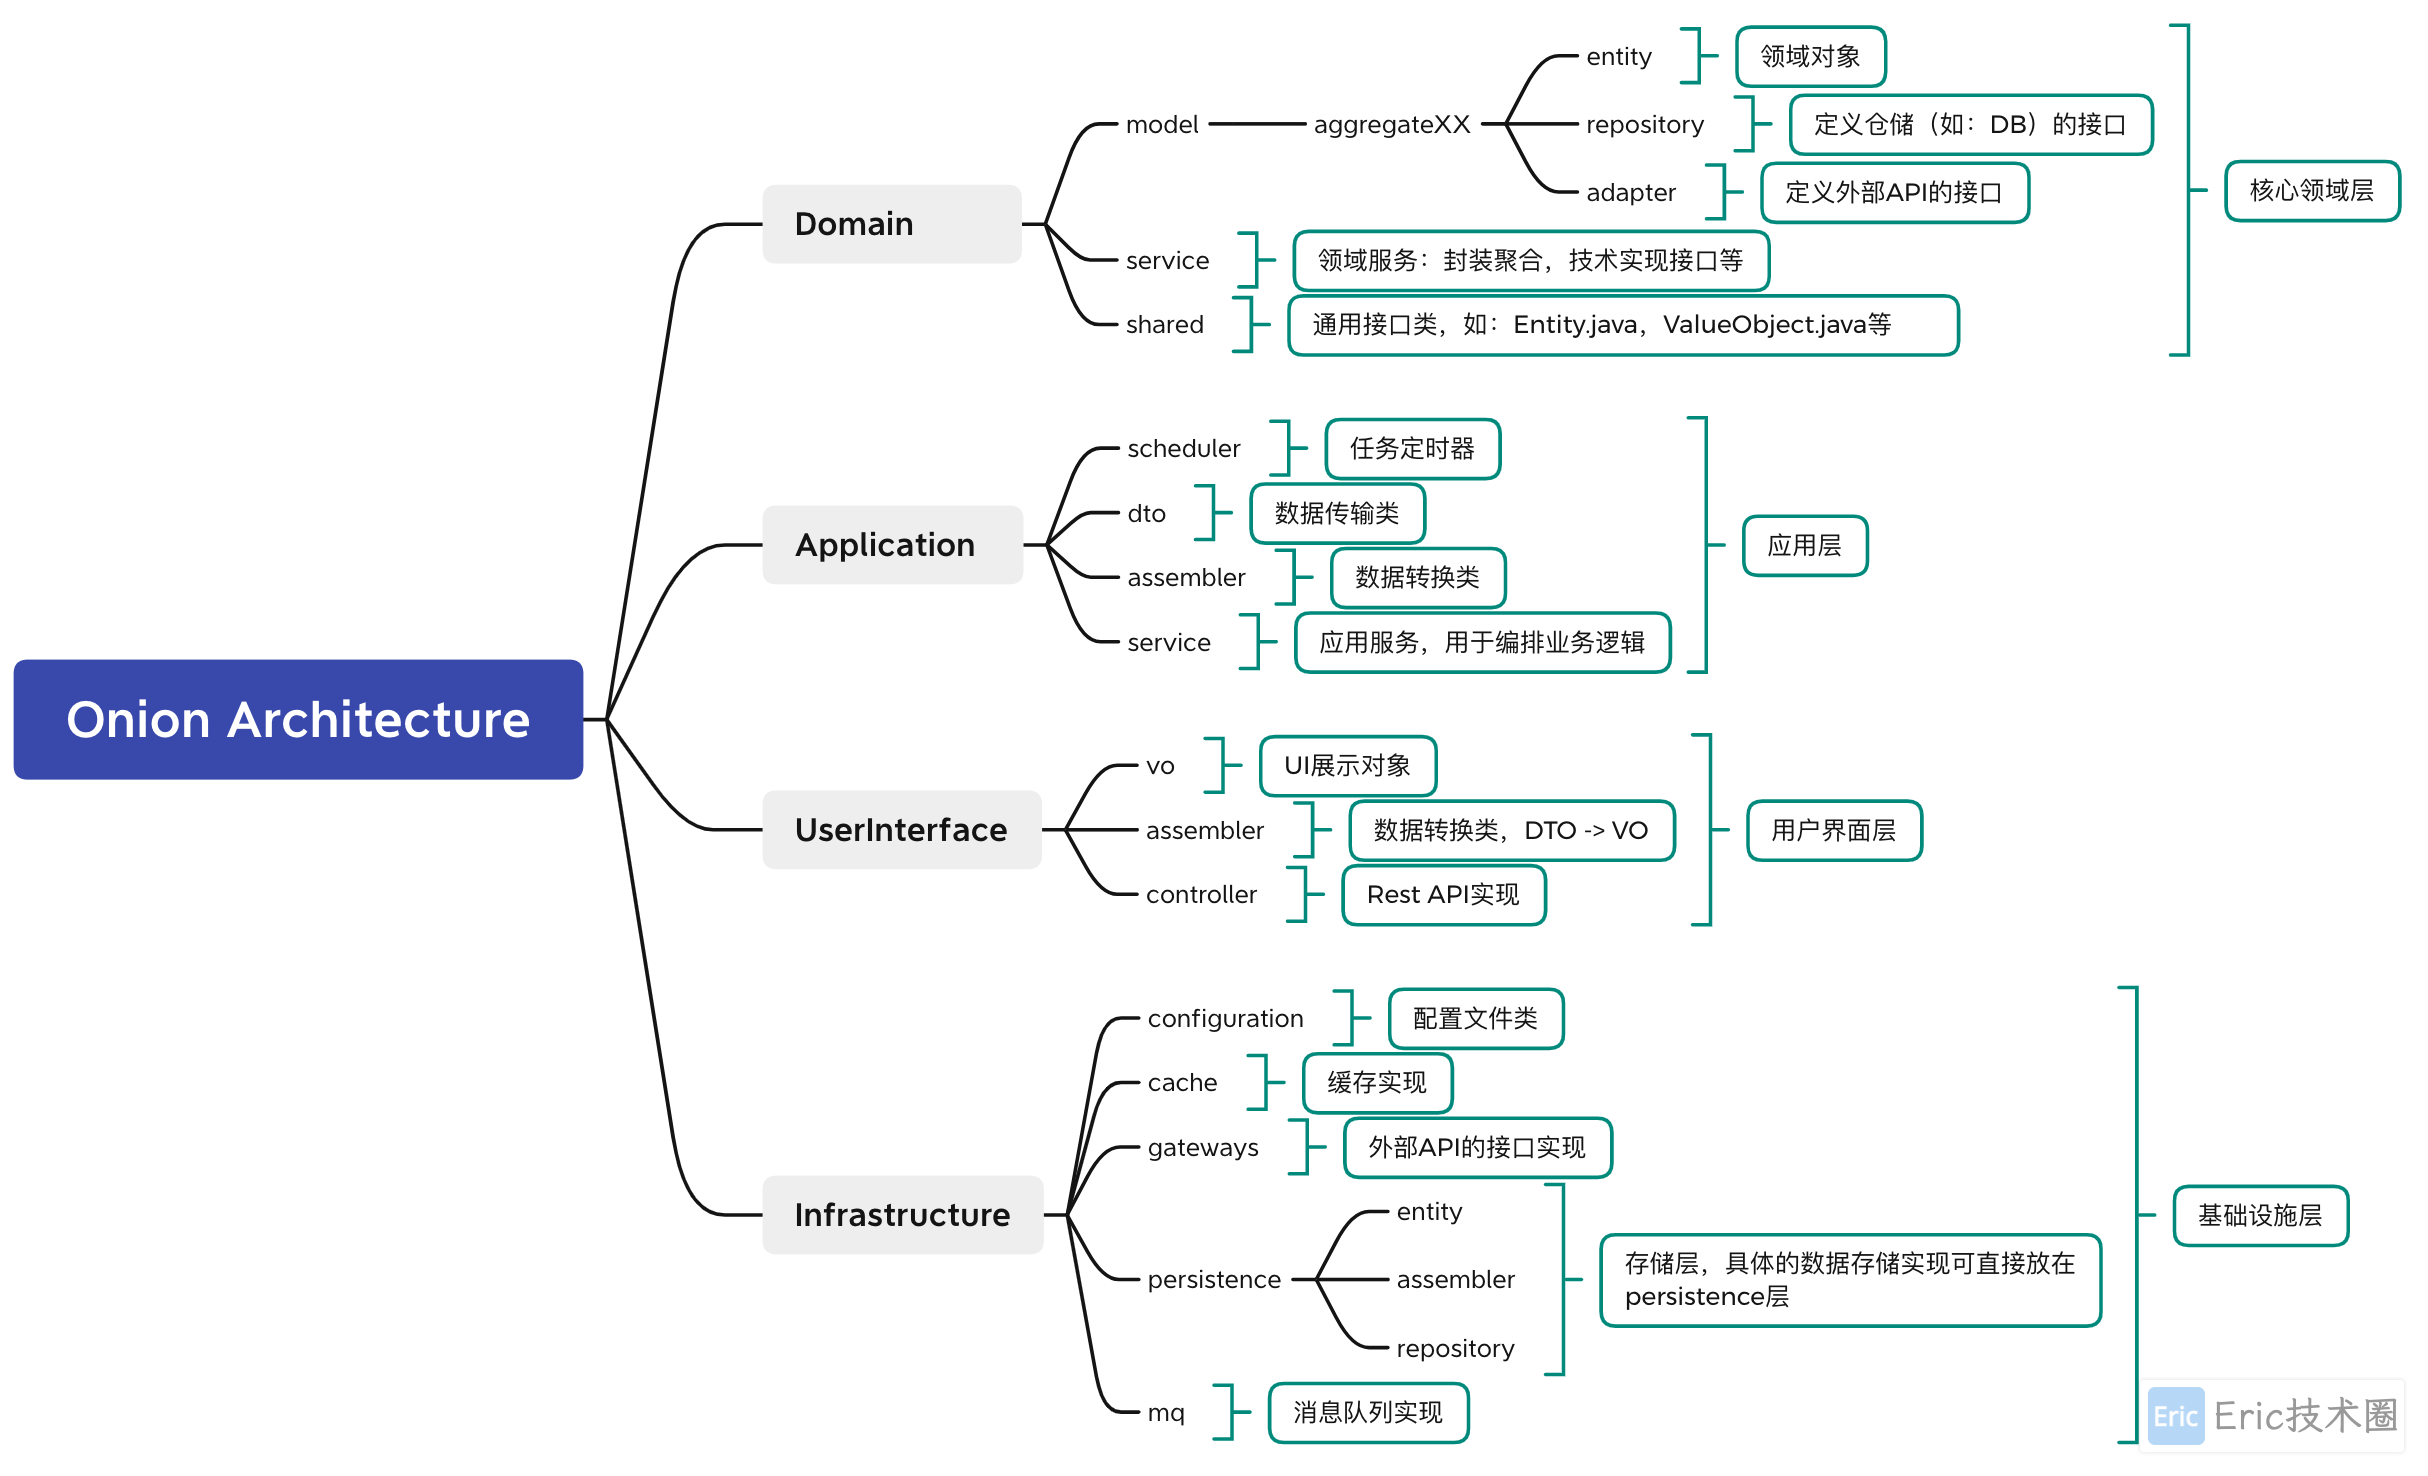 Onion Architecture
Domain
model
aggregateXX
entity
领域对象
repository
定义仓储（如：DB）的接口
adapter
定义外部API的接口
service
领域服务：封装聚合，技术实现接口等
shared
通用接口类，如：Entity.java，ValueObject.java等
核心领域层
Application
scheduler
任务定时器
dto
数据传输类
assembler
数据转换类
service
应用服务，用于编排业务逻辑
应用层
UserInterface
vo
UI展示对象
assembler
数据转换类，DTO -> VO
controller
Rest API实现
用户界面层
Infrastructure
configuration
配置文件类
cache
缓存实现
gateways
外部API的接口实现
persistence
entity
assembler
repository
存储层，具体的数据存储实现可直接放在
persistence层
mq
消息队列实现
基础设施层
Eric
Eric技术圈